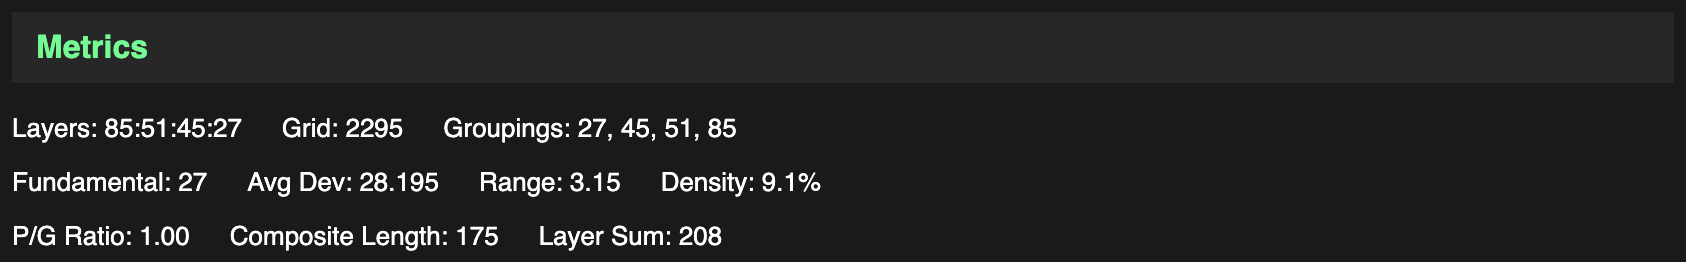 Metrics
Layers: 85:51:45:27 Grid: 2295 Groupings: 27, 45, 51, 85
Fundamental: 27 Avg Dev: 28.195 Range: 3.15 Density: 9.1%
P/G Ratio: 1.00 Composite Length: 175 Layer Sum: 208